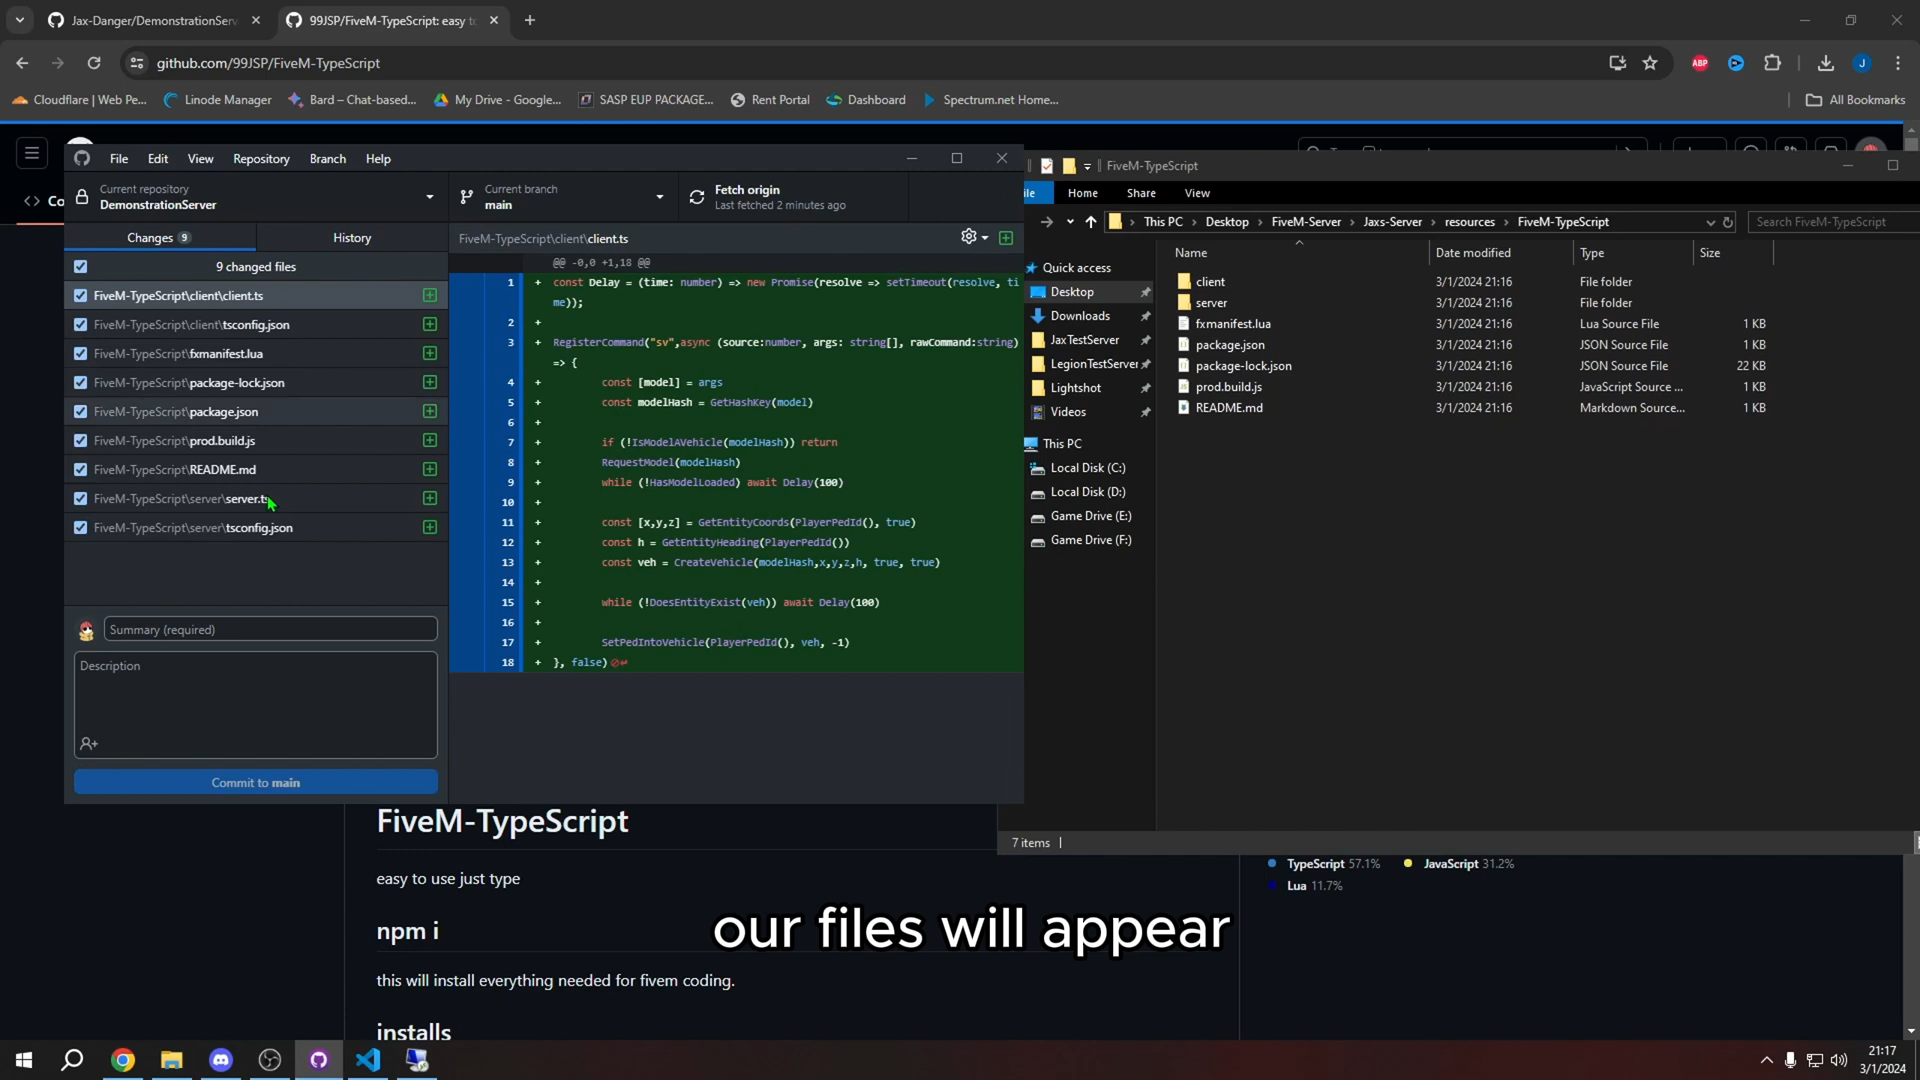 Jax-Danger/DemonstrationServ
99JSP/FiveM-TypeScript: easy t
github.com/99JSP/FiveM-TypeScript
ABP
J
Cloudflare | Web Pe...
Linode Manager
Bard – Chat-based...
My Drive - Google...
SASP EUP PACKAGE...
Rent Portal
Dashboard
Spectrum.net Home...
All Bookmarks
File Edit View Repository Branch Help
Current repository
DemonstrationServer
Current branch
main
Fetch origin
Last fetched 2 minutes ago
<> Co
Changes 9
History
9 changed files
FiveM-TypeScript\client\client.ts
FiveM-TypeScript\client\tsconfig.json
FiveM-TypeScript\fxmanifest.lua
FiveM-TypeScript\package-lock.json
FiveM-TypeScript\package.json
FiveM-TypeScript\prod.build.js
FiveM-TypeScript\README.md
FiveM-TypeScript\server\server.ts
FiveM-TypeScript\server\tsconfig.json
Summary (required)
Description
Commit to main
FiveM-TypeScript\client\client.ts
@@ -0,0 +1,18 @@
1 + const Delay = (time: number) => new Promise(resolve => setTimeout(resolve, ti
me));
2 +
3 + RegisterCommand("sv",async (source:number, args: string[], rawCommand:string)
=> {
4 + const [model] = args
5 + const modelHash = GetHashKey(model)
6 +
7 + if (!IsModelAVehicle(modelHash)) return
8 + RequestModel(modelHash)
9 + while (!HasModelLoaded) await Delay(100)
10 +
11 + const [x,y,z] = GetEntityCoords(PlayerPedId(), true)
12 + const h = GetEntityHeading(PlayerPedId())
13 + const veh = CreateVehicle(modelHash,x,y,z,h, true, true)
14 +
15 + while (!DoesEntityExist(veh)) await Delay(100)
16 +
17 + SetPedIntoVehicle(PlayerPedId(), veh, -1)
18 + }, false)
FiveM-TypeScript
ile Home Share View
This PC > Desktop > FiveM-Server > Jaxs-Server > resources > FiveM-TypeScript
Search FiveM-TypeScript
Quick access
Desktop
Downloads
JaxTestServer
LegionTestServer
Lightshot
Videos
This PC
Local Disk (C:)
Local Disk (D:)
Game Drive (E:)
Game Drive (F:)
Name Date modified Type Size
client 3/1/2024 21:16 File folder
server 3/1/2024 21:16 File folder
fxmanifest.lua 3/1/2024 21:16 Lua Source File 1 KB
package.json 3/1/2024 21:16 JSON Source File 1 KB
package-lock.json 3/1/2024 21:16 JSON Source File 22 KB
prod.build.js 3/1/2024 21:16 JavaScript Source ... 1 KB
README.md 3/1/2024 21:16 Markdown Source... 1 KB
7 items
FiveM-TypeScript
easy to use just type
npm i
this will install everything needed for fivem coding.
installs
TypeScript 57.1%
JavaScript 31.2%
Lua 11.7%
our files will appear
21:17
3/1/2024